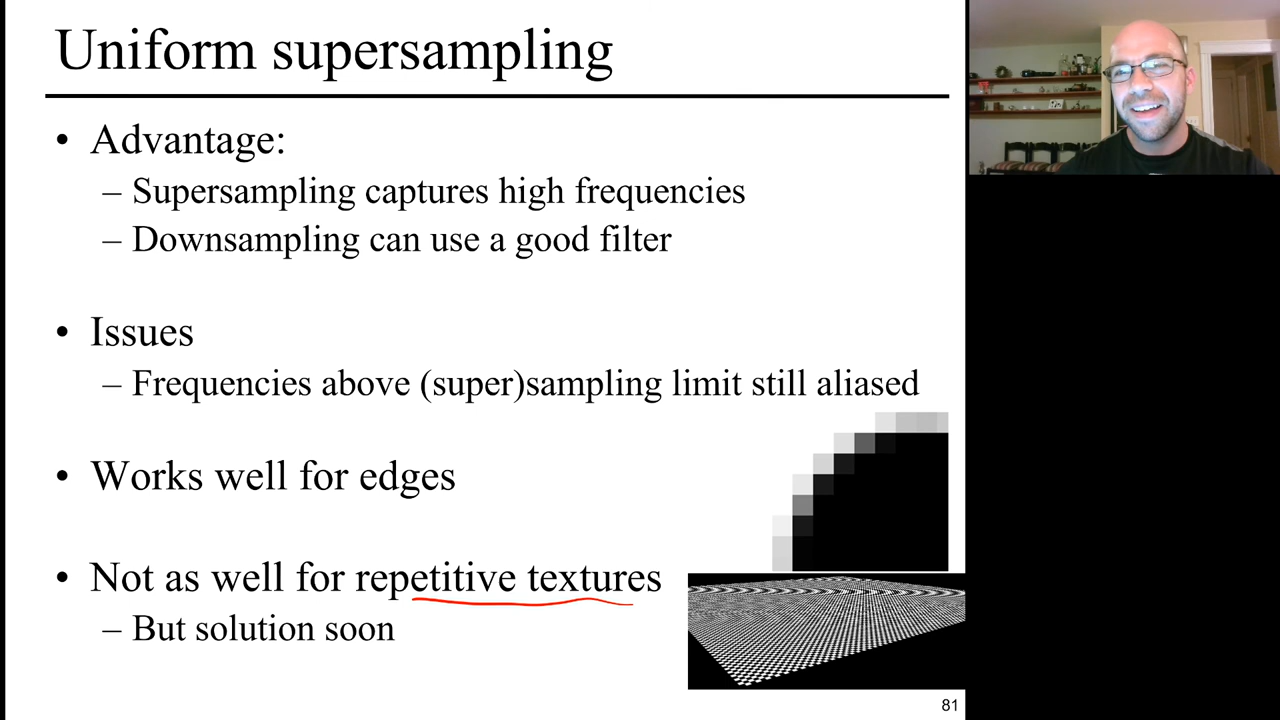 Uniform supersampling
• Advantage:
– Supersampling captures high frequencies
– Downsampling can use a good filter
• Issues
– Frequencies above (super)sampling limit still aliased
• Works well for edges
• Not as well for repetitive textures
– But solution soon
81